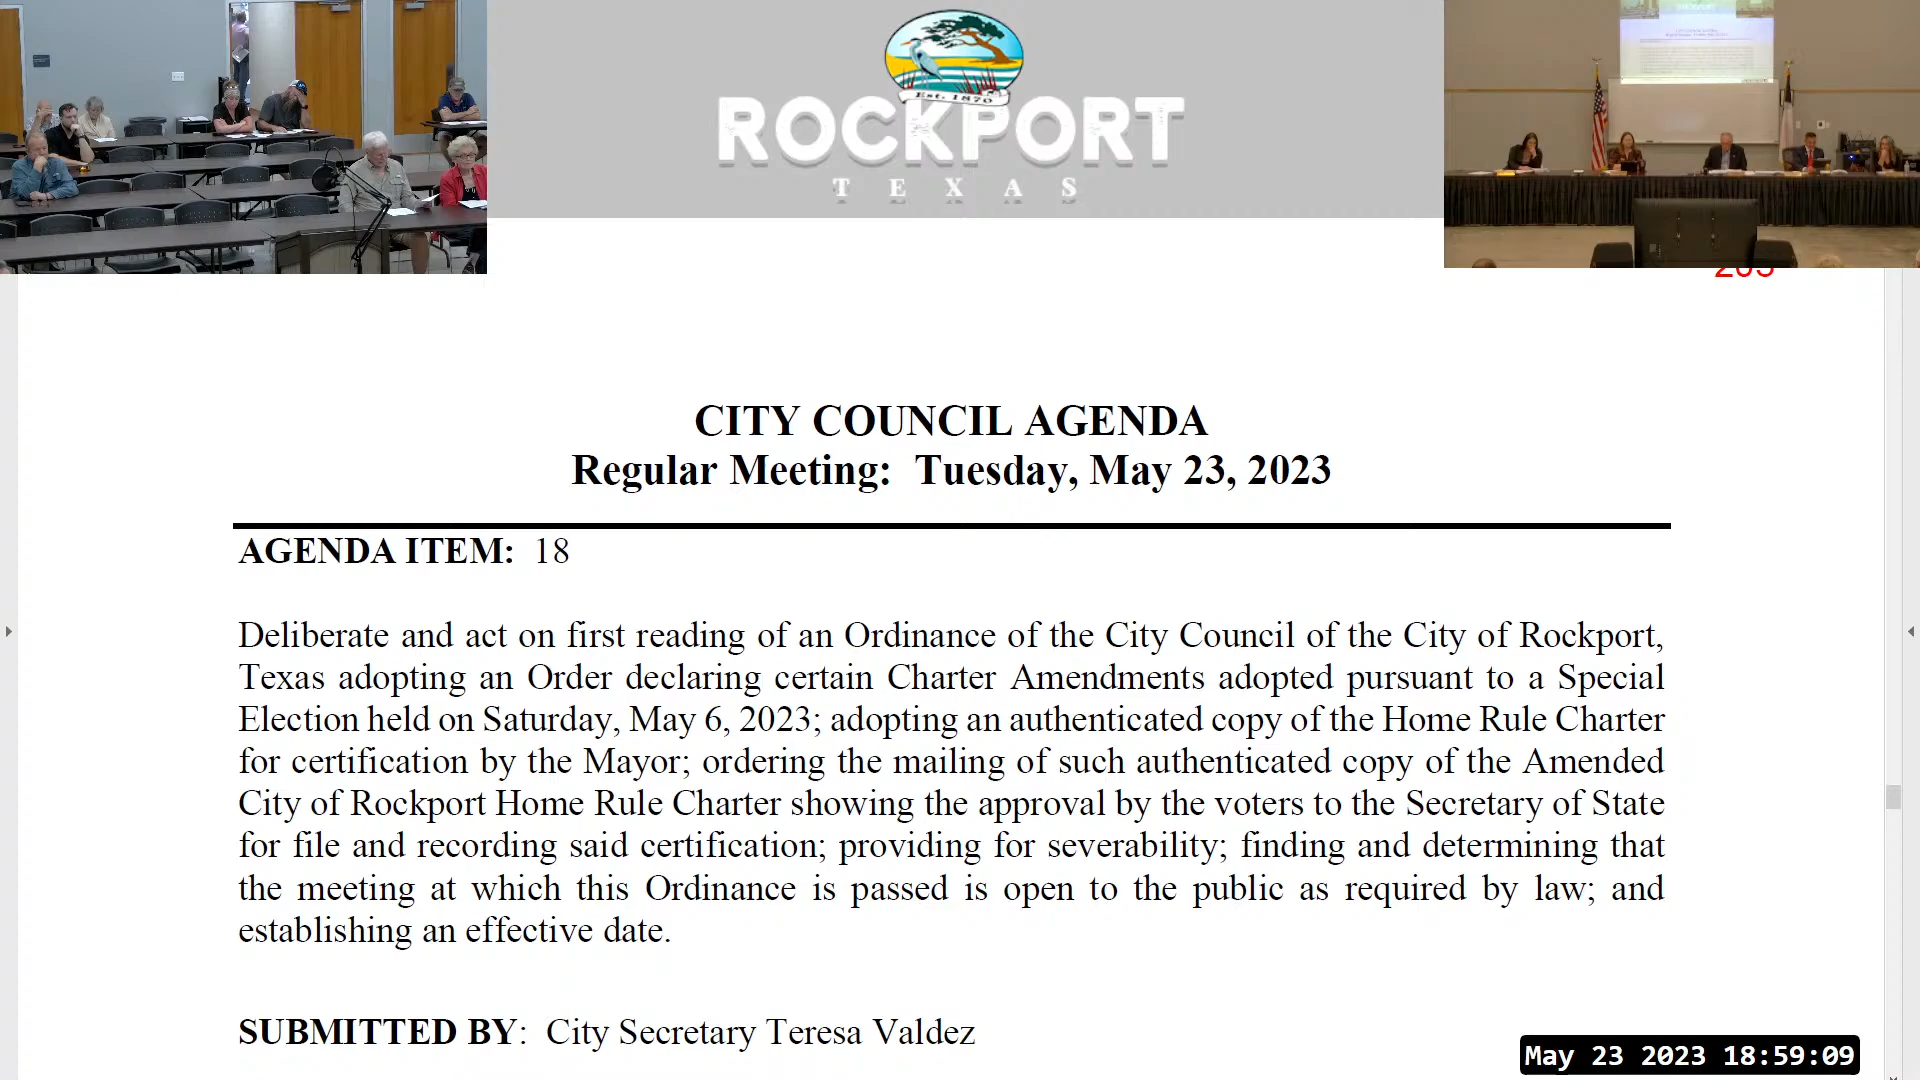 Est. 1870
ROCKPORT
TEXAS
CITY COUNCIL AGENDA
Regular Meeting: Tuesday, May 23, 2023
AGENDA ITEM: 18
Deliberate and act on first reading of an Ordinance of the City Council of the City of Rockport,
Texas adopting an Order declaring certain Charter Amendments adopted pursuant to a Special
Election held on Saturday, May 6, 2023; adopting an authenticated copy of the Home Rule Charter
for certification by the Mayor; ordering the mailing of such authenticated copy of the Amended
City of Rockport Home Rule Charter showing the approval by the voters to the Secretary of State
for file and recording said certification; providing for severability; finding and determining that
the meeting at which this Ordinance is passed is open to the public as required by law; and
establishing an effective date.
SUBMITTED BY: City Secretary Teresa Valdez
May 23 2023 18:59:09